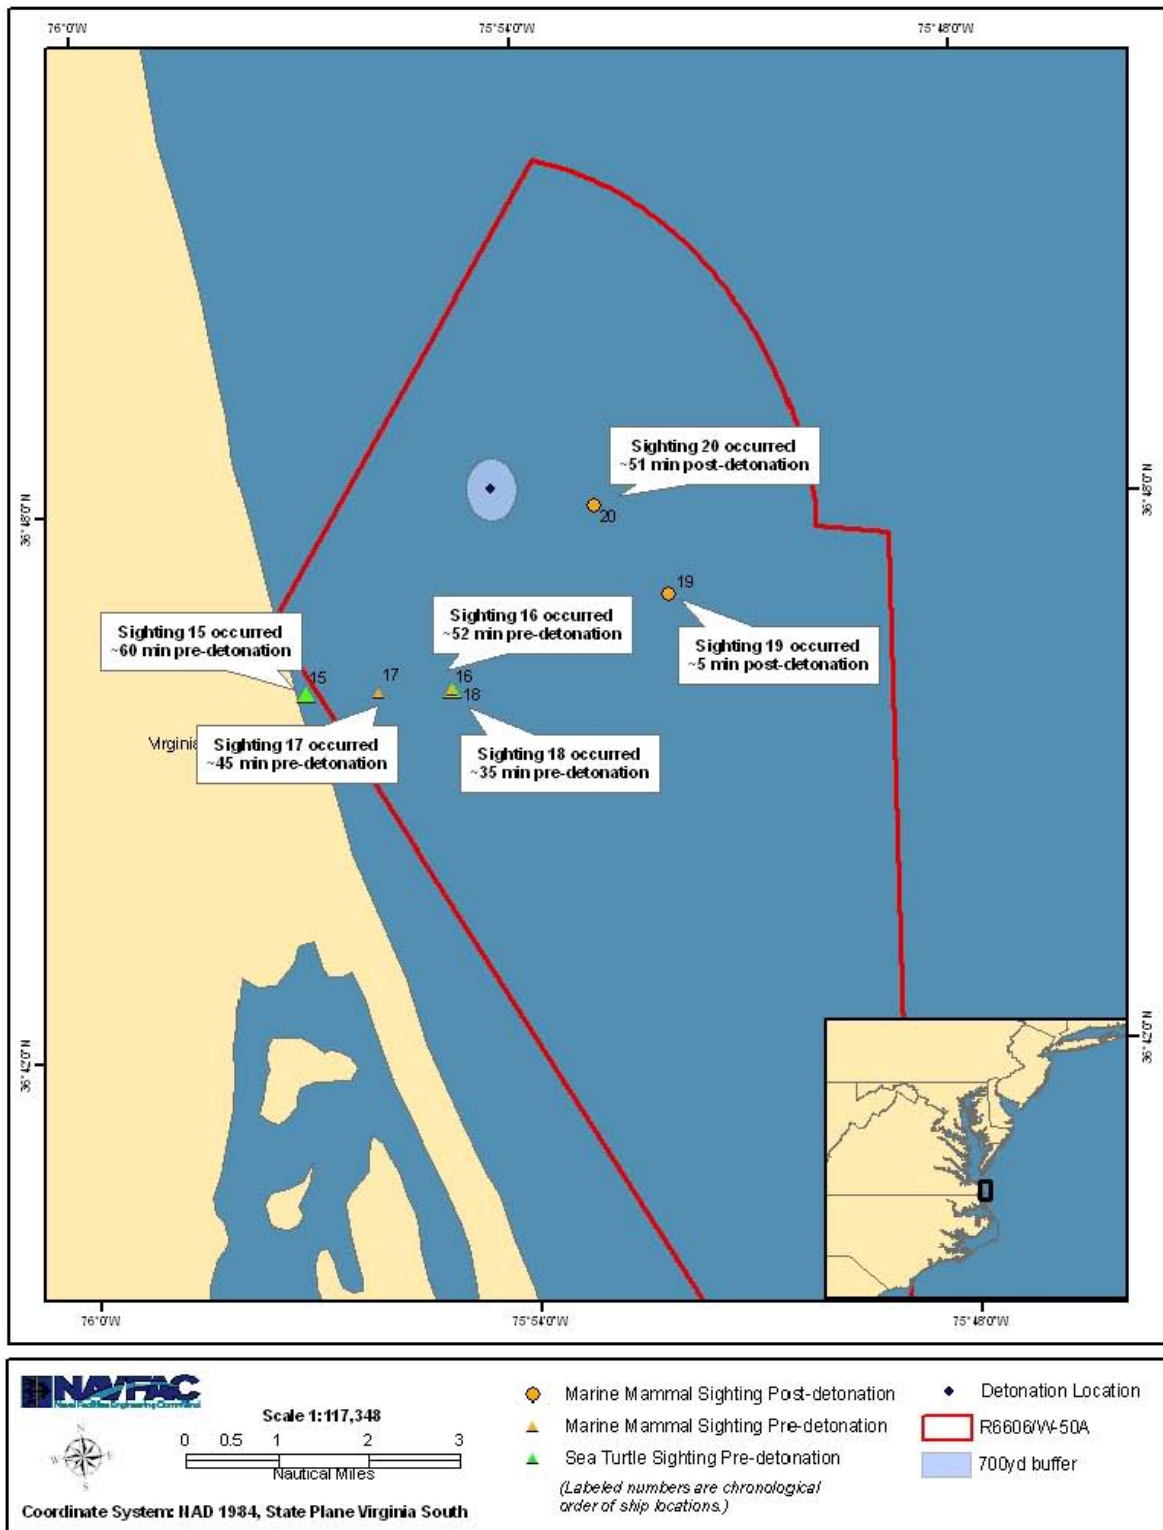 76°0'0"W 75°54'0"W 75°48'0"W
Sighting 20 occurred
~51 min post-detonation
20
36°48'0"N
36°48'0"N
19
Sighting 16 occurred
~52 min pre-detonation
Sighting 15 occurred
~60 min pre-detonation
Sighting 19 occurred
~5 min post-detonation
15
17
16
18
Virginia
Sighting 17 occurred
~45 min pre-detonation
Sighting 18 occurred
~35 min pre-detonation
36°42'0"N
36°42'0"N
76°0'0"W 75°54'0"W 75°48'0"W
NAVFAC
Naval Facilities Engineering Command
Scale 1:117,348
0 0.5 1 2 3
Nautical Miles
N
W E
S
Coordinate System: NAD 1984, State Plane Virginia South
Marine Mammal Sighting Post-detonation
Marine Mammal Sighting Pre-detonation
Sea Turtle Sighting Pre-detonation
(Labeled numbers are chronological
order of ship locations.)
Detonation Location
R6606/W-50A
700yd buffer